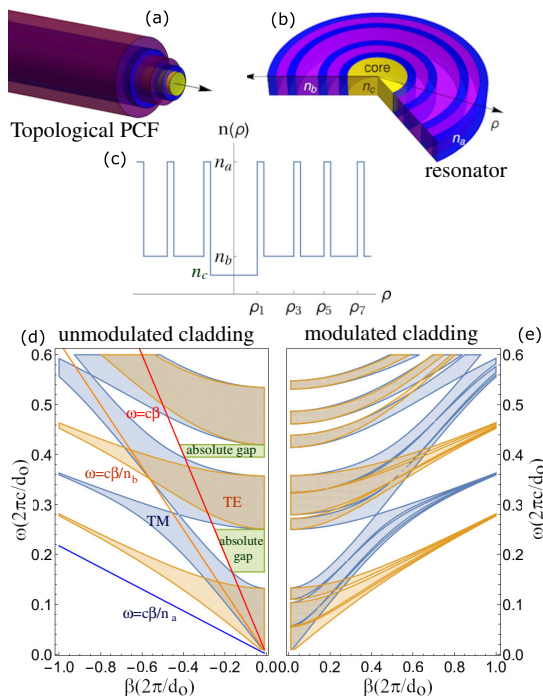 (a)
(b)
core
n_b
n_c
n_a
ρ
Topological PCF
resonator
(c)
n(ρ)
n_a
n_b
n_c
ρ_1 ρ_3 ρ_5 ρ_7
ρ
(d) unmodulated cladding
modulated cladding (e)
0.6
0.5
0.4
0.3
0.2
0.1
0.0
ω(2πc/d_o)
ω=cβ
absolute gap
ω=cβ/n_b
TE
TM
absolute
gap
ω=cβ/n_a
-1.0 -0.8 -0.6 -0.4 -0.2 0.0
β(2π/d_o)
0.6
0.5
0.4
0.3
0.2
0.1
0.0
ω(2πc/d_o)
0.0 0.2 0.4 0.6 0.8 1.0
β(2π/d_o)